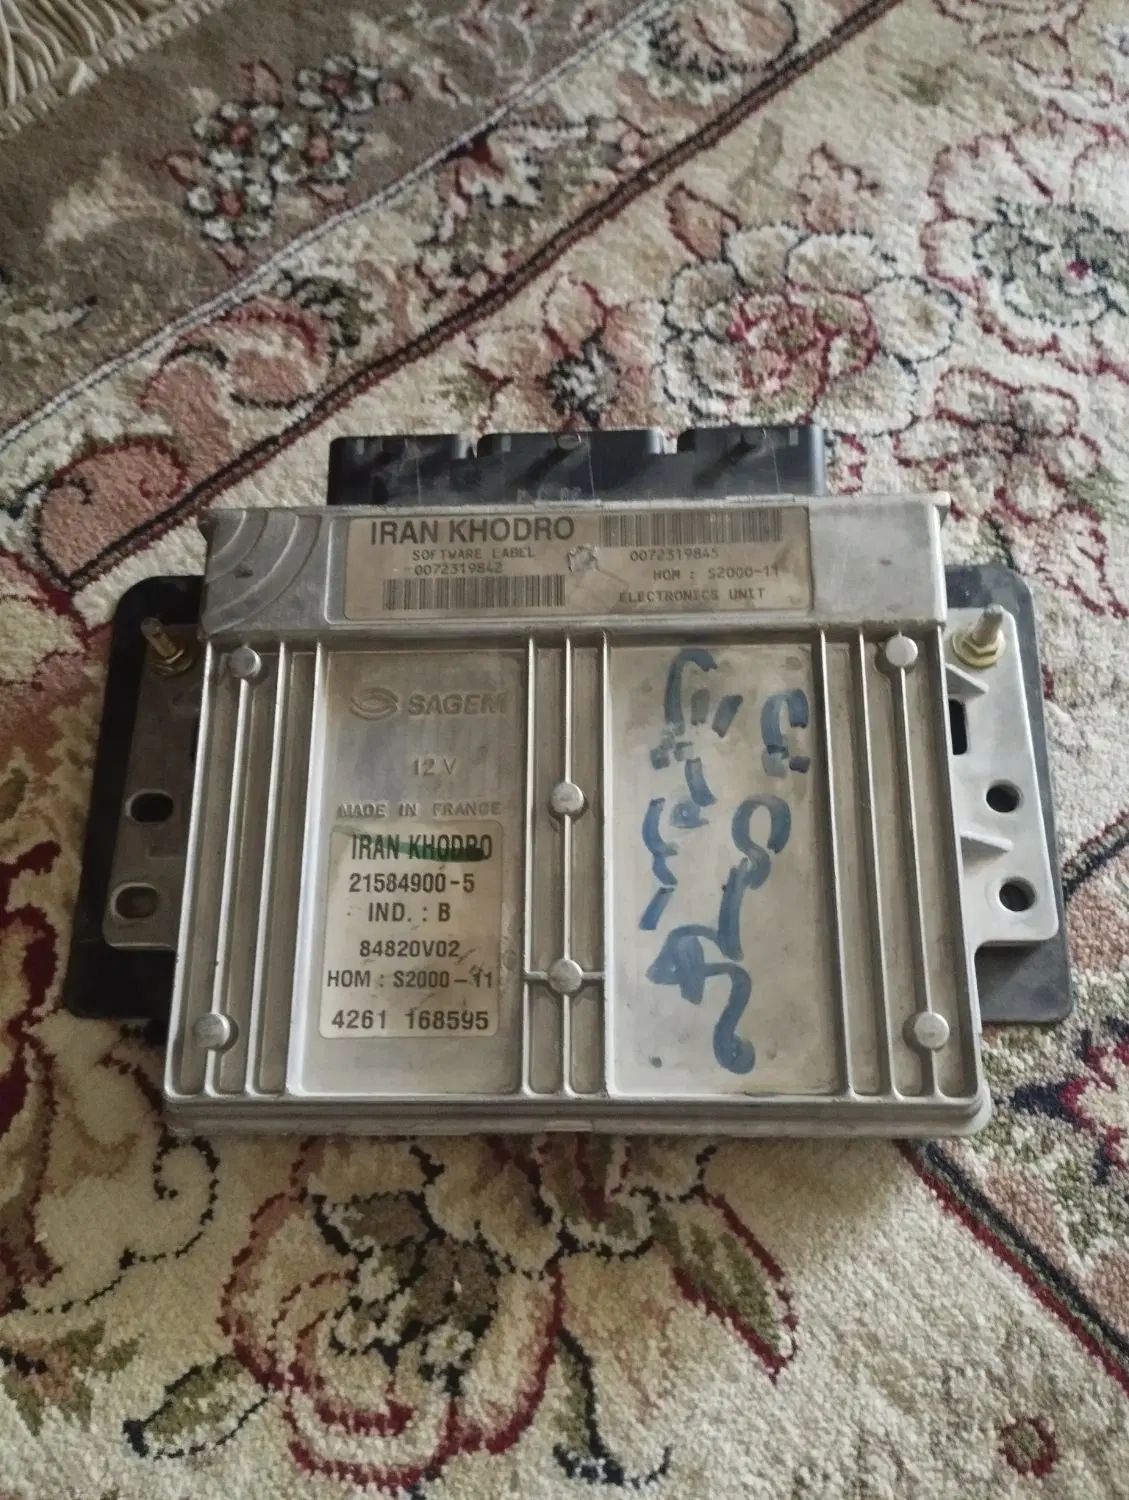 IRAN KHODRO
SOFTWARE LABEL
0072319842
0072319845
HOM : S2000-11
ELECTRONICS UNIT
SAGEM
12 V
MADE IN FRANCE
IRAN KHODRO
21584900-5
IND. : B
84820V02
HOM : S2000-11
4261 168595